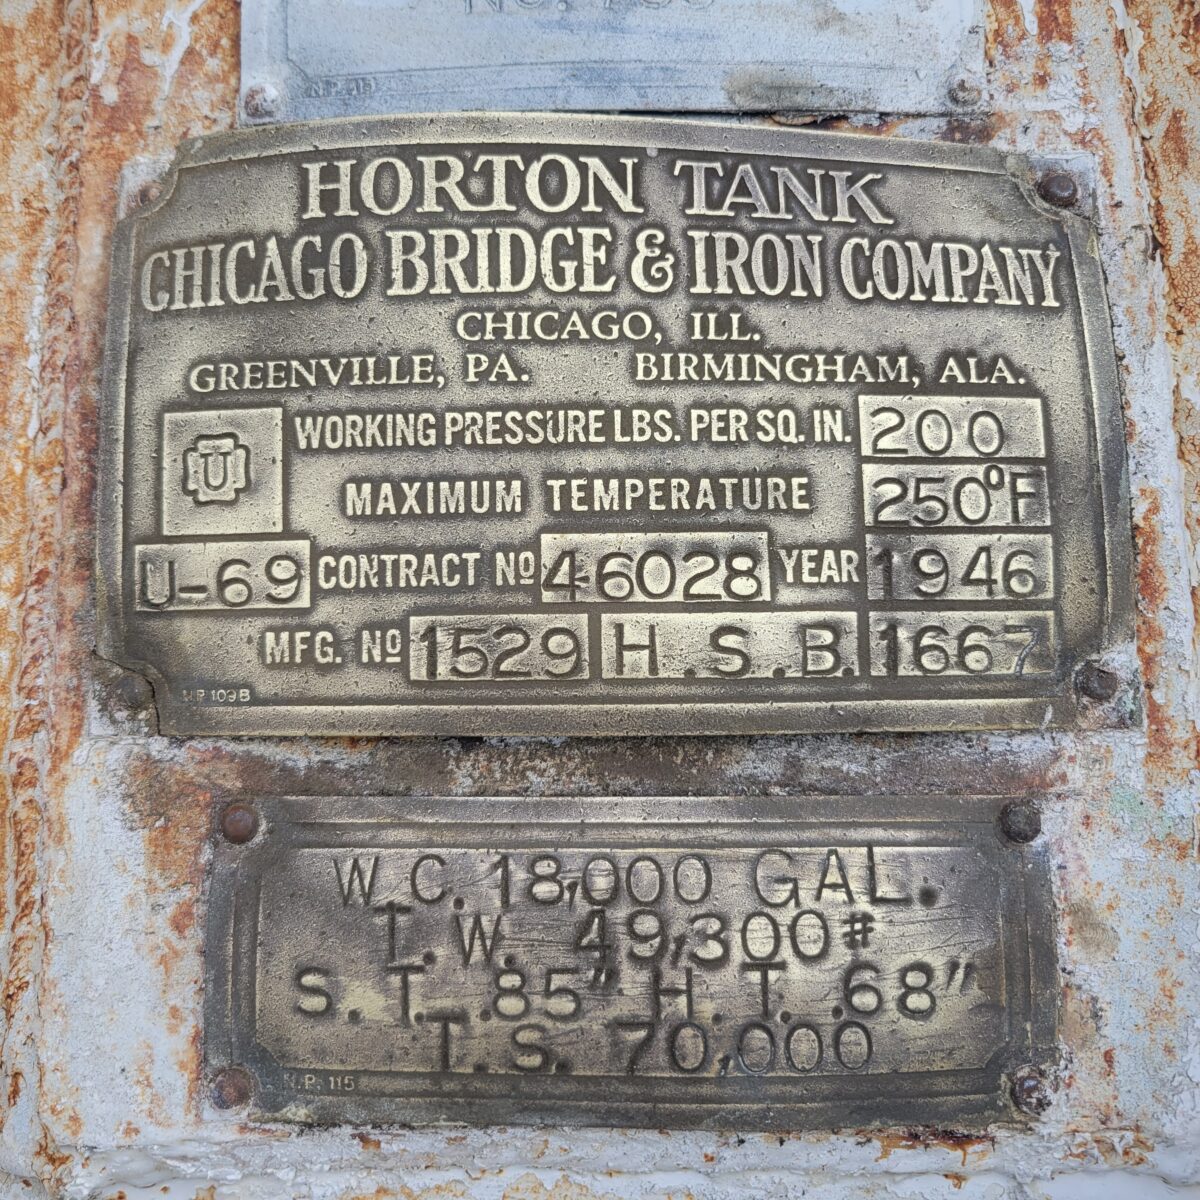 N.P. 115
HORTON TANK
CHICAGO BRIDGE & IRON COMPANY
CHICAGO, ILL.
GREENVILLE, PA. BIRMINGHAM, ALA.
U WORKING PRESSURE LBS. PER SQ. IN. 200
MAXIMUM TEMPERATURE 250°F
U-69 CONTRACT Nº 46028 YEAR 1946
MFG. Nº 1529 H.S.B. 1667
N.P. 109B
W.C. 18,000 GAL.
T.W. 49,300#
S.T. .85" H.T. .68"
T.S. 70,000
N.P. 115